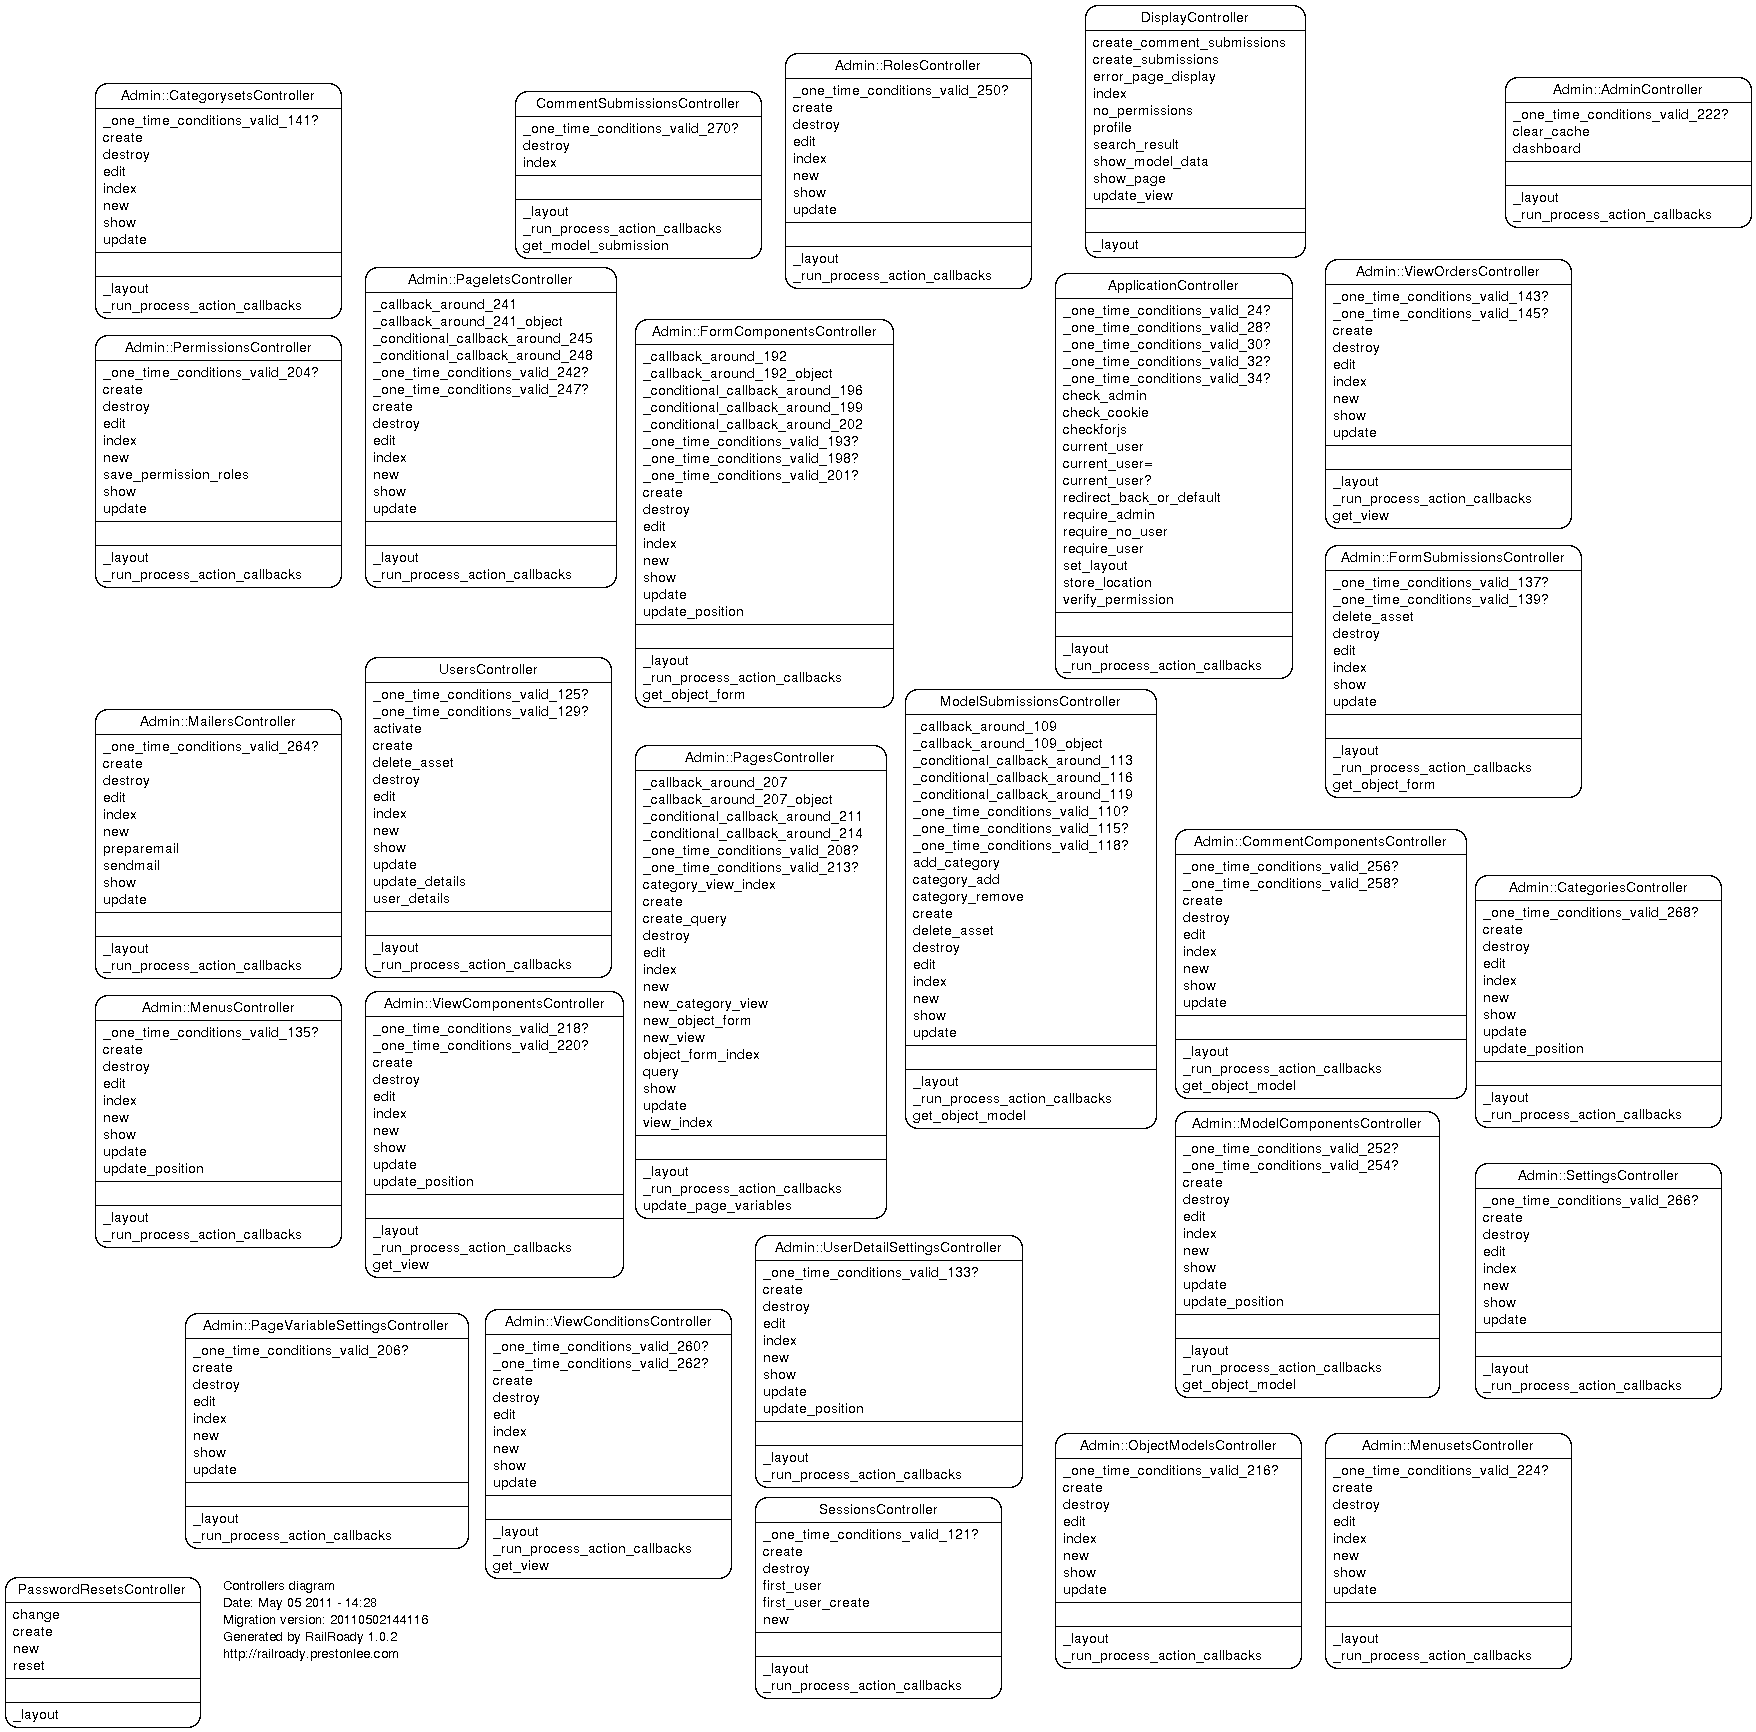 DisplayController
create_comment_submissions
create_submissions
error_page_display
index
no_permissions
profile
search_result
show_model_data
show_page
update_view
_layout
Admin::RolesController
_one_time_conditions_valid_250?
create
destroy
edit
index
new
show
update
_layout
_run_process_action_callbacks
Admin::AdminController
_one_time_conditions_valid_222?
clear_cache
dashboard
_layout
_run_process_action_callbacks
Admin::CategorysetsController
_one_time_conditions_valid_141?
create
destroy
edit
index
new
show
update
_layout
_run_process_action_callbacks
CommentSubmissionsController
_one_time_conditions_valid_270?
destroy
index
_layout
_run_process_action_callbacks
get_model_submission
Admin::ViewOrdersController
_one_time_conditions_valid_143?
_one_time_conditions_valid_145?
create
destroy
edit
index
new
show
update
_layout
_run_process_action_callbacks
get_view
Admin::PageletsController
_callback_around_241
_callback_around_241_object
_conditional_callback_around_245
_conditional_callback_around_248
_one_time_conditions_valid_242?
_one_time_conditions_valid_247?
create
destroy
edit
index
new
show
update
_layout
_run_process_action_callbacks
ApplicationController
_one_time_conditions_valid_24?
_one_time_conditions_valid_28?
_one_time_conditions_valid_30?
_one_time_conditions_valid_32?
_one_time_conditions_valid_34?
check_admin
check_cookie
checkforjs
current_user
current_user=
current_user?
redirect_back_or_default
require_admin
require_no_user
require_user
set_layout
store_location
verify_permission
_layout
_run_process_action_callbacks
Admin::FormComponentsController
_callback_around_192
_callback_around_192_object
_conditional_callback_around_196
_conditional_callback_around_199
_conditional_callback_around_202
_one_time_conditions_valid_193?
_one_time_conditions_valid_198?
_one_time_conditions_valid_201?
create
destroy
edit
index
new
show
update
update_position
_layout
_run_process_action_callbacks
get_object_form
Admin::PermissionsController
_one_time_conditions_valid_204?
create
destroy
edit
index
new
save_permission_roles
show
update
_layout
_run_process_action_callbacks
Admin::FormSubmissionsController
_one_time_conditions_valid_137?
_one_time_conditions_valid_139?
delete_asset
destroy
edit
index
show
update
_layout
_run_process_action_callbacks
get_object_form
UsersController
_one_time_conditions_valid_125?
_one_time_conditions_valid_129?
activate
create
delete_asset
destroy
edit
index
new
show
update
update_details
user_details
_layout
_run_process_action_callbacks
ModelSubmissionsController
_callback_around_109
_callback_around_109_object
_conditional_callback_around_113
_conditional_callback_around_116
_conditional_callback_around_119
_one_time_conditions_valid_110?
_one_time_conditions_valid_115?
_one_time_conditions_valid_118?
add_category
category_add
category_remove
create
delete_asset
destroy
edit
index
new
show
update
_layout
_run_process_action_callbacks
get_object_model
Admin::MailersController
_one_time_conditions_valid_264?
create
destroy
edit
index
new
preparemail
sendmail
show
update
_layout
_run_process_action_callbacks
Admin::PagesController
_callback_around_207
_callback_around_207_object
_conditional_callback_around_211
_conditional_callback_around_214
_one_time_conditions_valid_208?
_one_time_conditions_valid_213?
category_view_index
create
create_query
destroy
edit
index
new
new_category_view
new_object_form
new_view
object_form_index
query
show
update
view_index
_layout
_run_process_action_callbacks
update_page_variables
Admin::CommentComponentsController
_one_time_conditions_valid_256?
_one_time_conditions_valid_258?
create
destroy
edit
index
new
show
update
_layout
_run_process_action_callbacks
get_object_model
Admin::CategoriesController
_one_time_conditions_valid_268?
create
destroy
edit
index
new
show
update
update_position
_layout
_run_process_action_callbacks
Admin::MenusController
_one_time_conditions_valid_135?
create
destroy
edit
index
new
show
update
update_position
_layout
_run_process_action_callbacks
Admin::ViewComponentsController
_one_time_conditions_valid_218?
_one_time_conditions_valid_220?
create
destroy
edit
index
new
show
update
update_position
_layout
_run_process_action_callbacks
get_view
Admin::ModelComponentsController
_one_time_conditions_valid_252?
_one_time_conditions_valid_254?
create
destroy
edit
index
new
show
update
update_position
_layout
_run_process_action_callbacks
get_object_model
Admin::SettingsController
_one_time_conditions_valid_266?
create
destroy
edit
index
new
show
update
_layout
_run_process_action_callbacks
Admin::UserDetailSettingsController
_one_time_conditions_valid_133?
create
destroy
edit
index
new
show
update
update_position
_layout
_run_process_action_callbacks
Admin::PageVariableSettingsController
_one_time_conditions_valid_206?
create
destroy
edit
index
new
show
update
_layout
_run_process_action_callbacks
Admin::ViewConditionsController
_one_time_conditions_valid_260?
_one_time_conditions_valid_262?
create
destroy
edit
index
new
show
update
_layout
_run_process_action_callbacks
get_view
Admin::ObjectModelsController
_one_time_conditions_valid_216?
create
destroy
edit
index
new
show
update
_layout
_run_process_action_callbacks
Admin::MenusetsController
_one_time_conditions_valid_224?
create
destroy
edit
index
new
show
update
_layout
_run_process_action_callbacks
SessionsController
_one_time_conditions_valid_121?
create
destroy
first_user
first_user_create
new
_layout
_run_process_action_callbacks
PasswordResetsController
change
create
new
reset
_layout
Controllers diagram
Date: May 05 2011 - 14:28
Migration version: 20110502144116
Generated by RailRoady 1.0.2
http://railroady.prestonlee.com